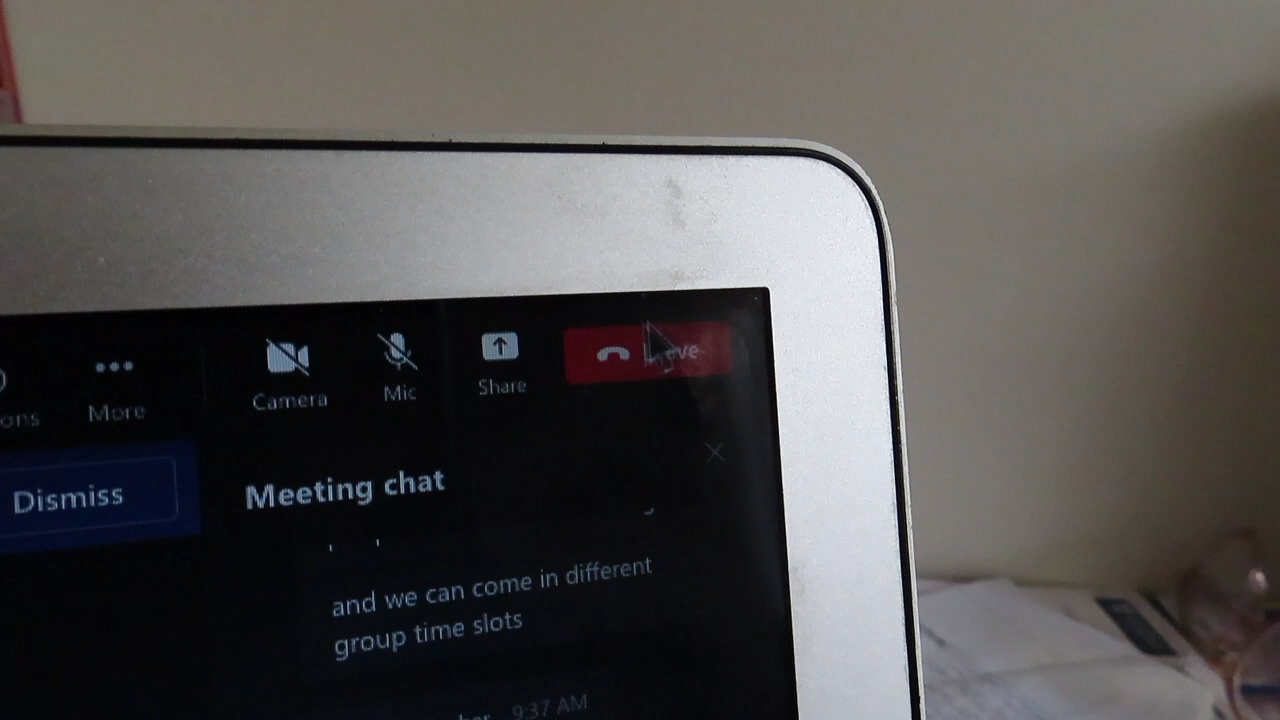 ons
More
Camera
Mic
Share
Dismiss
Meeting chat
and we can come in different
group time slots
9:37 AM